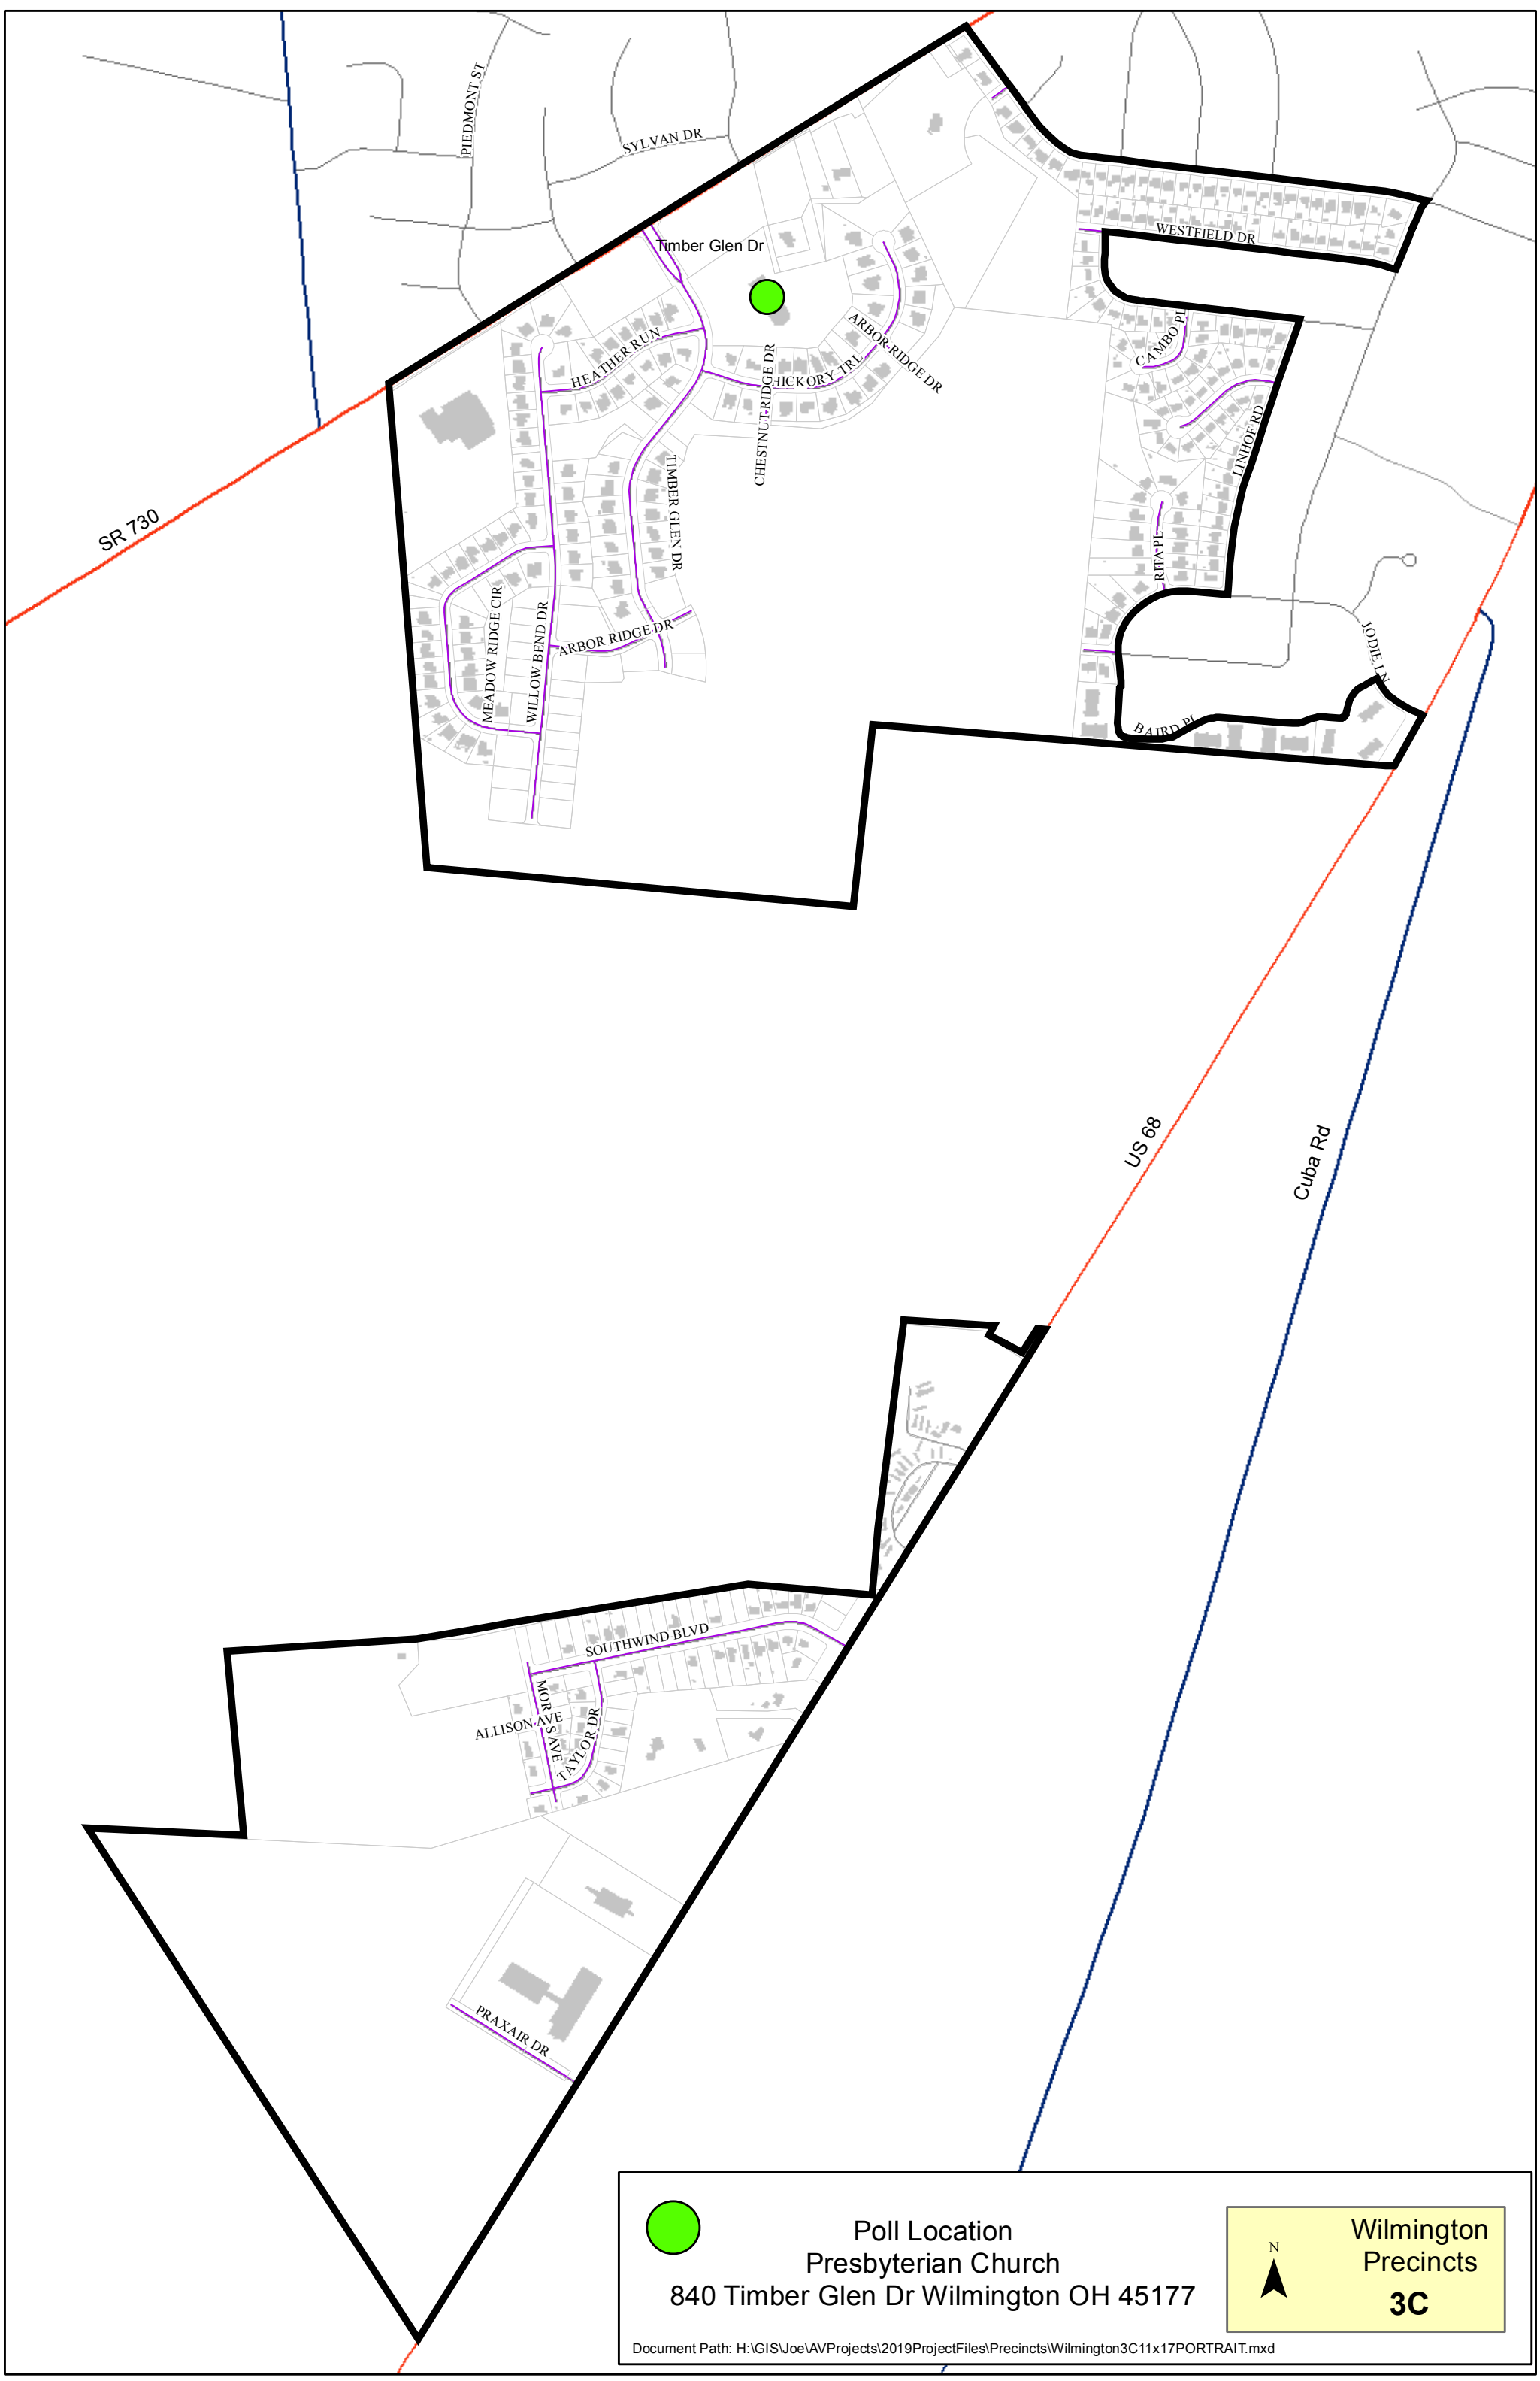 PIEDMONT ST
SYLVAN DR
Timber Glen Dr
WESTFIELD DR
HEATHER RUN
CHESTNUT RIDGE DR
HICKORY TRL
ARBOR RIDGE DR
CAMBO PL
LINHOF RD
SR 730
TIMBER GLEN DR
RITA PL
MEADOW RIDGE CIR
WILLOW BEND DR
ARBOR RIDGE DR
JODIE LN
BAIRD PL
US 68
Cuba Rd
SOUTHWIND BLVD
ALLISON AVE
TAYLOR DR
PRAXAIR DR
Poll Location
Presbyterian Church
840 Timber Glen Dr Wilmington OH 45177
N
Wilmington
Precincts
3C
Document Path: H:\GIS\Joe\AVProjects\2019ProjectFiles\Precincts\Wilmington3C11x17PORTRAIT.mxd